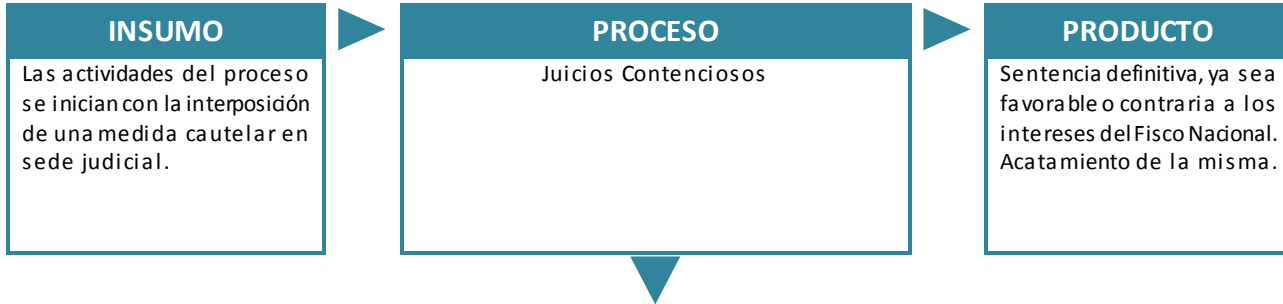 INSUMO
Las actividades del proceso
se inician con la interposición
de una medida cautelar en
sede judicial.
PROCESO
Juicios Contenciosos
PRODUCTO
Sentencia definitiva, ya sea
favorable o contraria a los
intereses del Fisco Nacional.
Acatamiento de la misma.